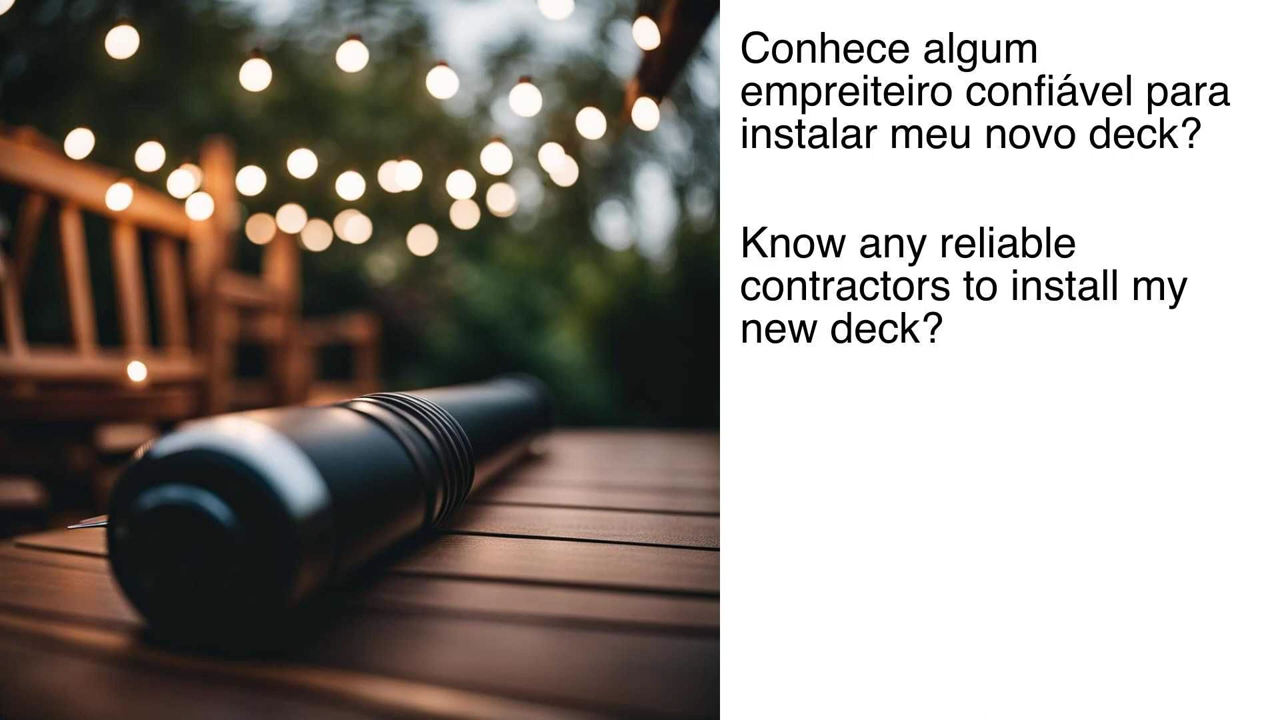 Conhece algum
empreiteiro confiável para
instalar meu novo deck?
Know any reliable
contractors to install my
new deck?